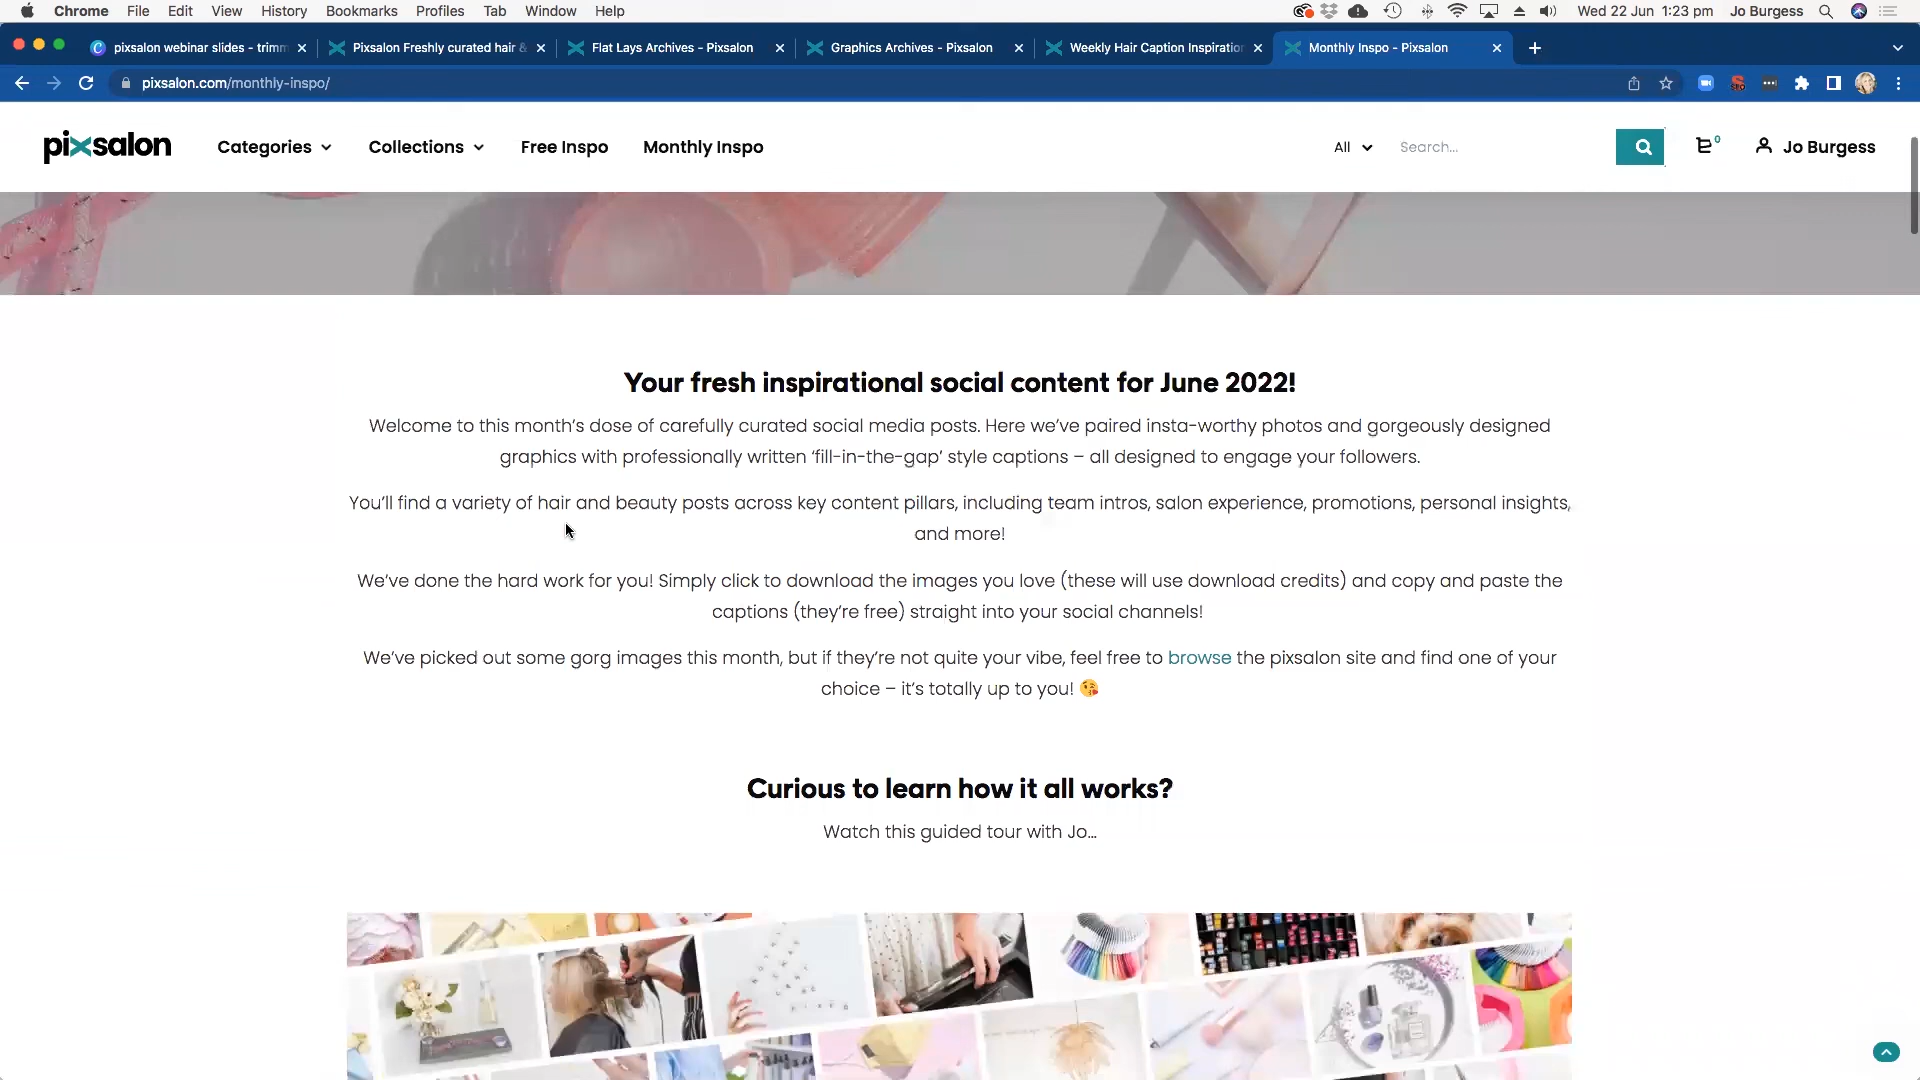 Chrome File Edit View History Bookmarks Profiles Tab Window Help Wed 22 Jun 1:23 pm Jo Burgess
pixsalon webinar slides - trimm Pixsalon Freshly curated hair & Flat Lays Archives - Pixsalon Graphics Archives - Pixsalon Weekly Hair Caption Inspiration Monthly Inspo - Pixsalon
pixsalon.com/monthly-inspo/
pixsalon Categories Collections Free Inspo Monthly Inspo All Search... 0 Jo Burgess
Your fresh inspirational social content for June 2022!
Welcome to this month’s dose of carefully curated social media posts. Here we’ve paired insta-worthy photos and gorgeously designed
graphics with professionally written ‘fill-in-the-gap’ style captions – all designed to engage your followers.
You’ll find a variety of hair and beauty posts across key content pillars, including team intros, salon experience, promotions, personal insights,
and more!
We’ve done the hard work for you! Simply click to download the images you love (these will use download credits) and copy and paste the
captions (they’re free) straight into your social channels!
We’ve picked out some gorg images this month, but if they’re not quite your vibe, feel free to browse the pixsalon site and find one of your
choice – it’s totally up to you! 😘
Curious to learn how it all works?
Watch this guided tour with Jo...